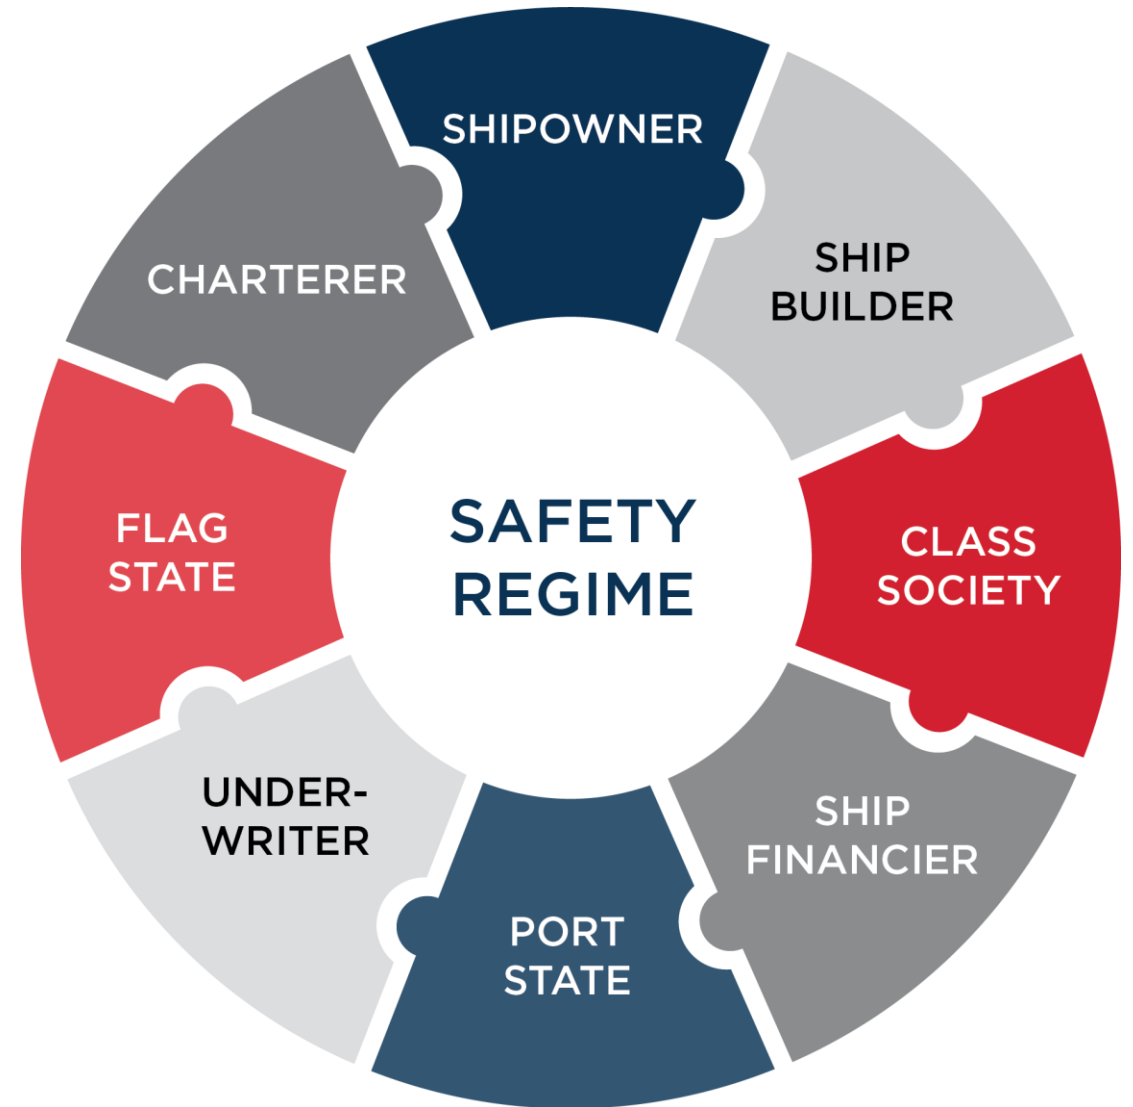 SHIPOWNER
SHIP
BUILDER
CLASS
SOCIETY
SHIP
FINANCIER
PORT
STATE
UNDER-
WRITER
FLAG
STATE
CHARTERER
SAFETY
REGIME